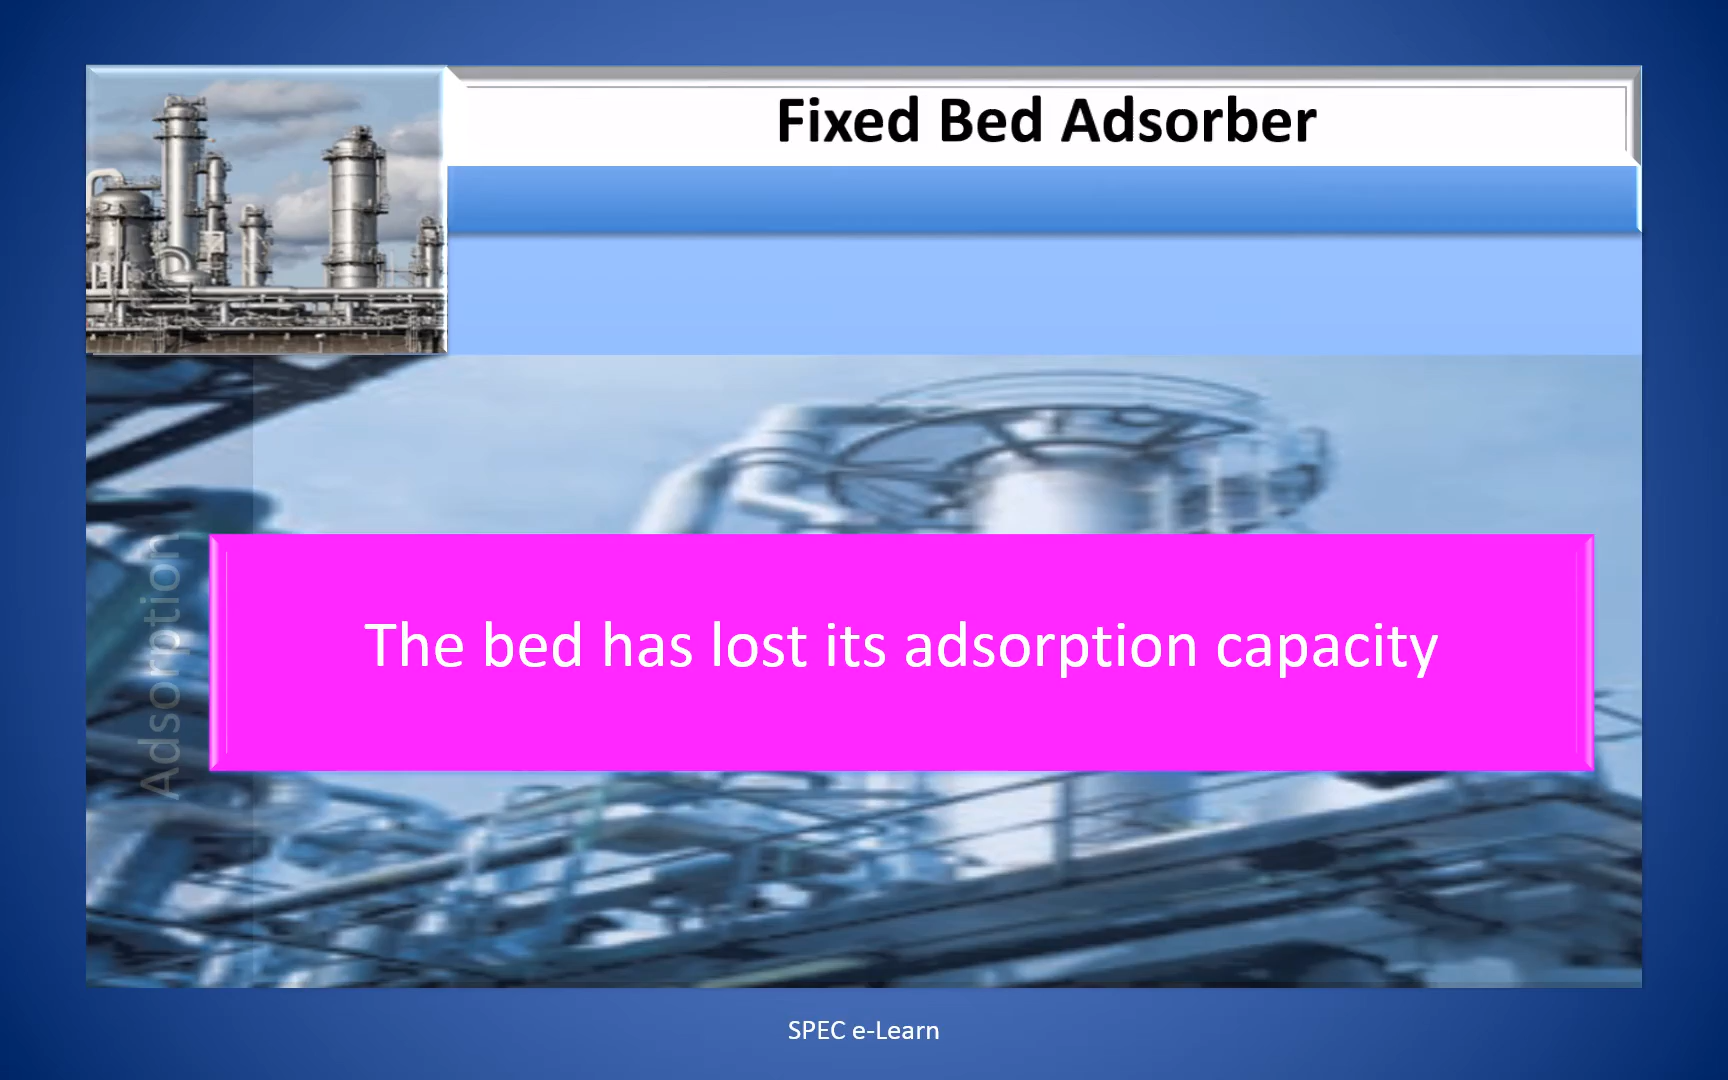 Fixed Bed Adsorber
Adsorption
The bed has lost its adsorption capacity
SPEC e-Learn